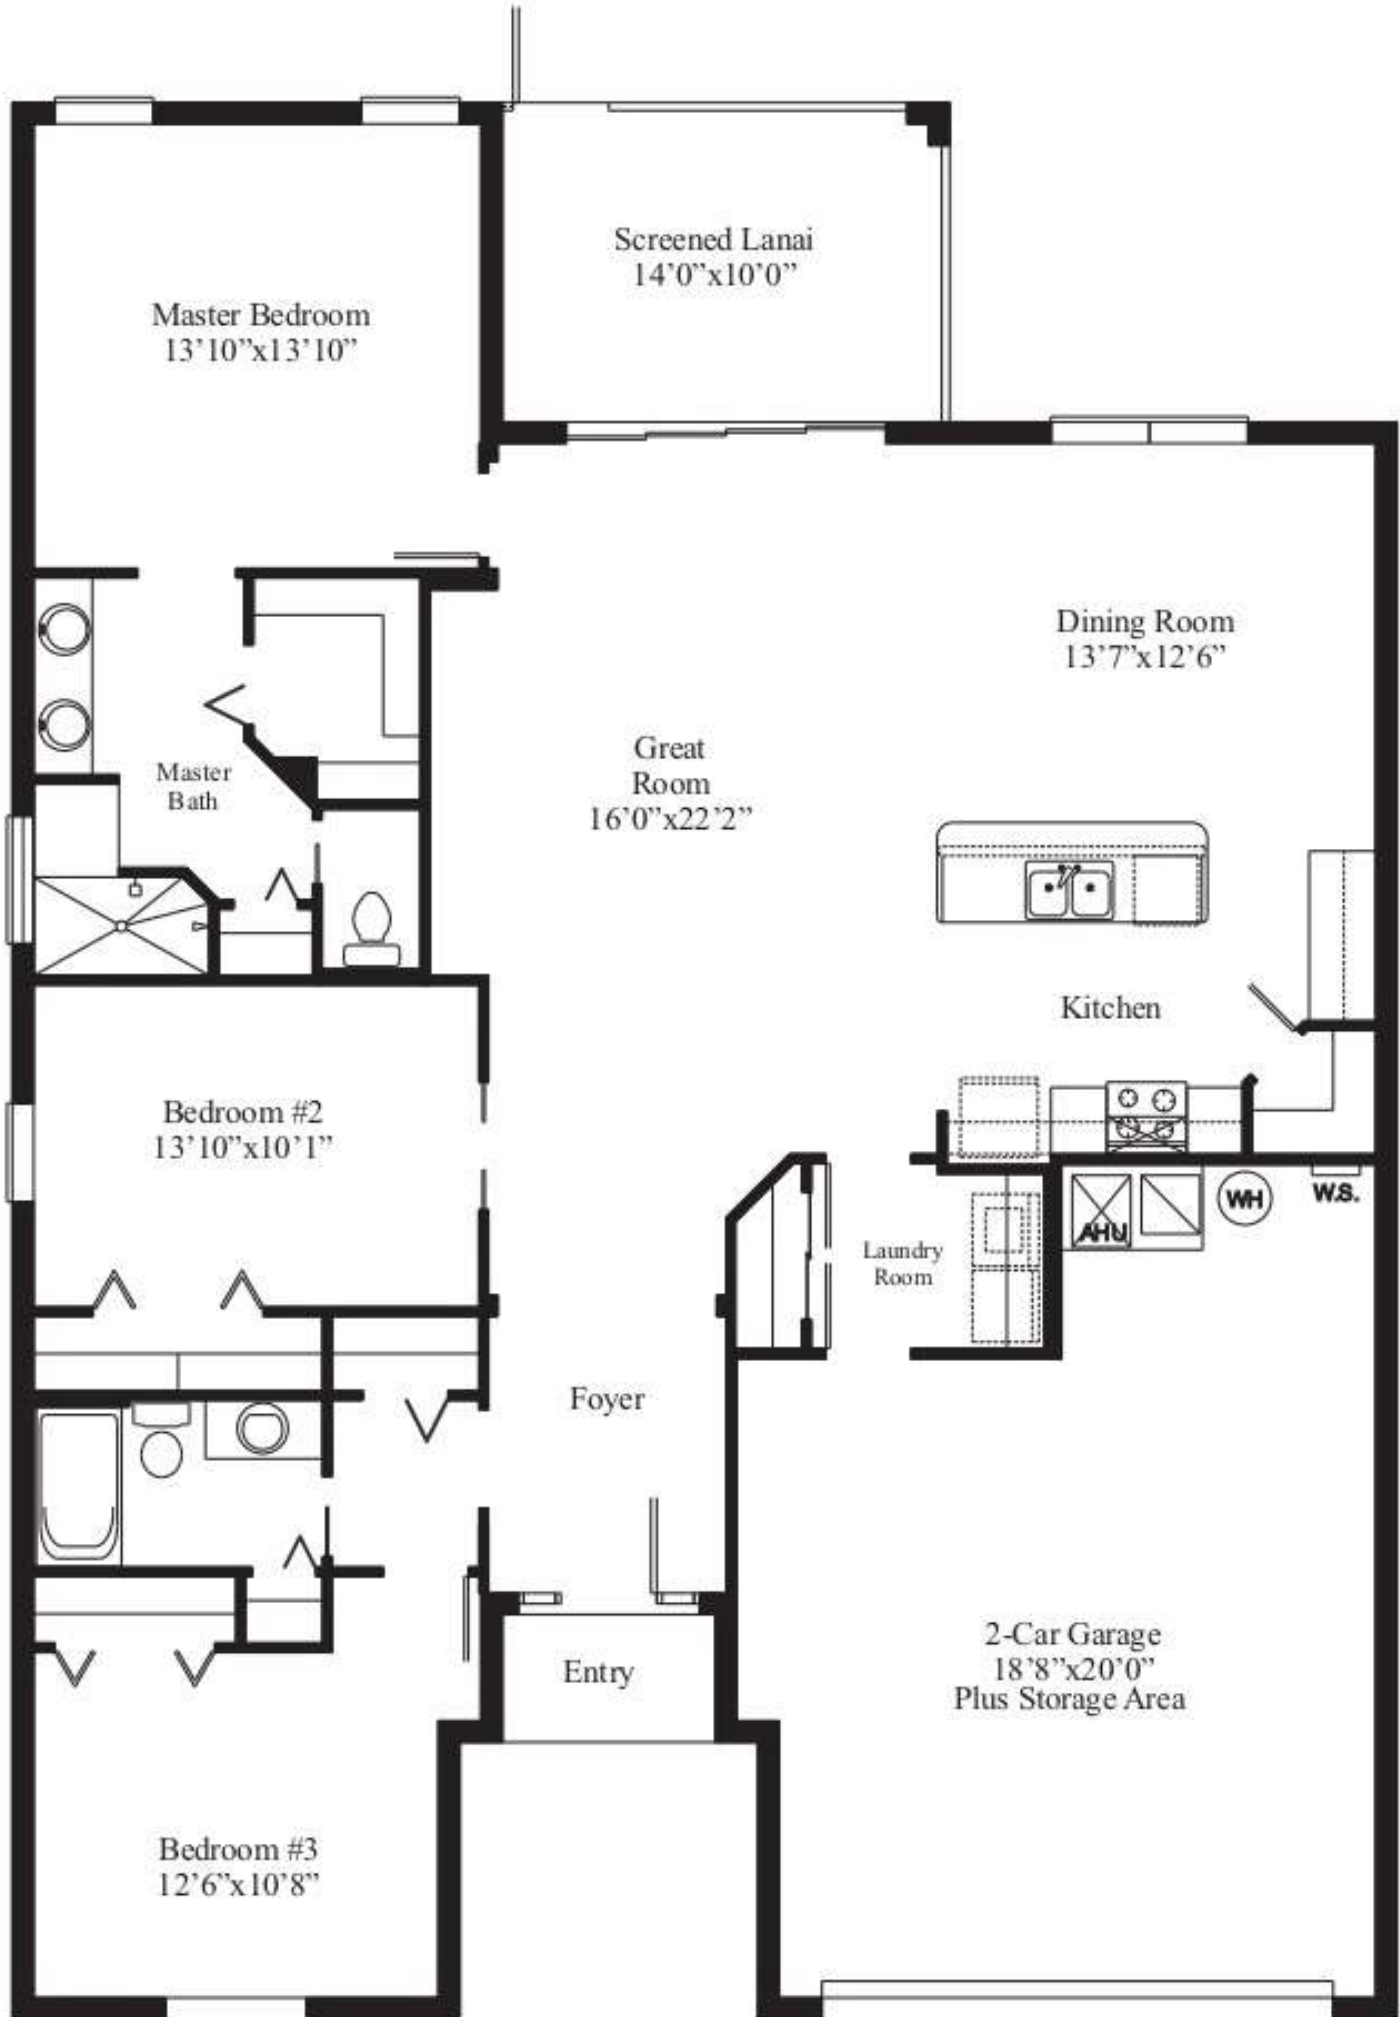 Screened Lanai
14’0”x10’0”
Master Bedroom
13’10”x13’10”
Dining Room
13’7”x12’6”
Great
Room
16’0”x22’2”
Master
Bath
Kitchen
Bedroom #2
13’10”x10’1”
AHU
WH
W.S.
Laundry
Room
Foyer
Entry
2-Car Garage
18’8”x20’0”
Plus Storage Area
Bedroom #3
12’6”x10’8”